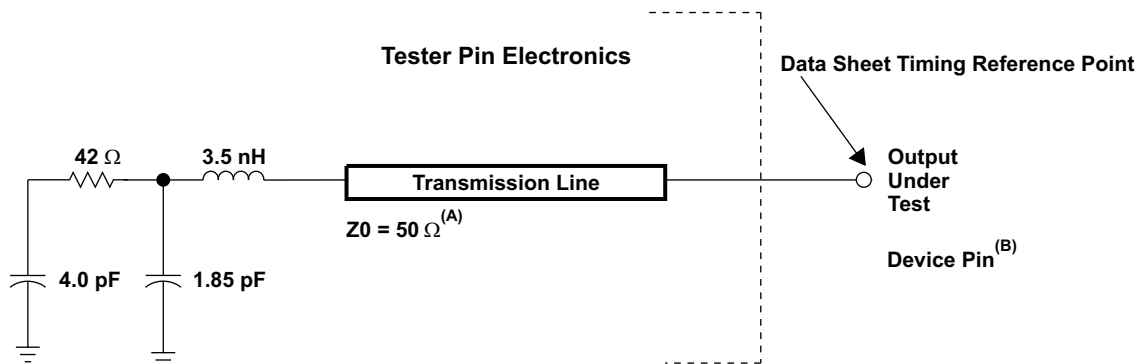 Tester Pin Electronics
Data Sheet Timing Reference Point
42 Ω
3.5 nH
Transmission Line
Output
Under
Test
Z0 = 50 Ω(A)
Device Pin(B)
4.0 pF
1.85 pF